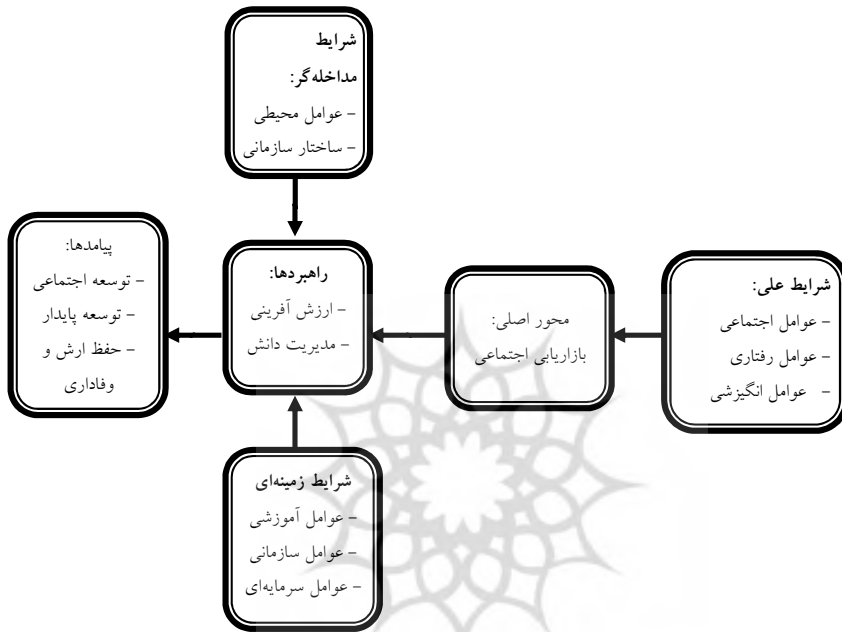 شرایط
مداخله‌گر:
- عوامل محیطی
- ساختار سازمانی
شرایط علی:
- عوامل اجتماعی
- عوامل رفتاری
- عوامل انگیزشی
محور اصلی:
بازاریابی اجتماعی
راهبردها:
- ارزش آفرینی
- مدیریت دانش
پیامدها:
- توسعه اجتماعی
- توسعه پایدار
- حفظ ارش و
وفاداری
شرایط زمینه‌ای
- عوامل آموزشی
- عوامل سازمانی
- عوامل سرمایه‌ای